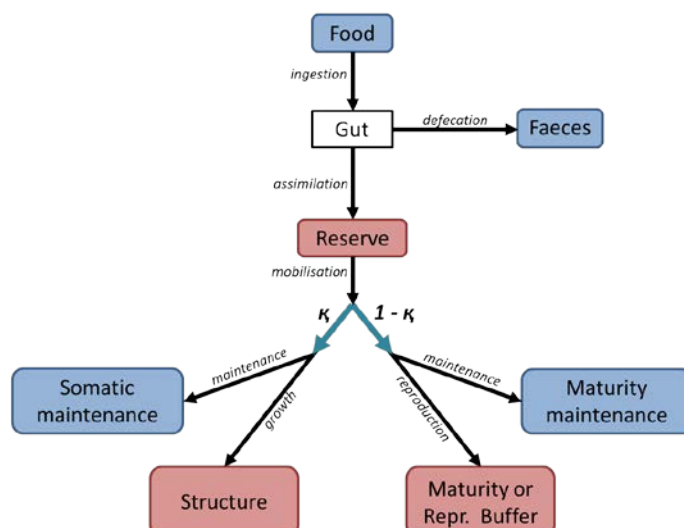 Food
ingestion
Gut
defecation
Faeces
assimilation
Reserve
mobilisation
κ
1 - κ
maintenance
maintenance
Somatic
maintenance
growth
reproduction
Maturity
maintenance
Structure
Maturity or
Repr. Buffer